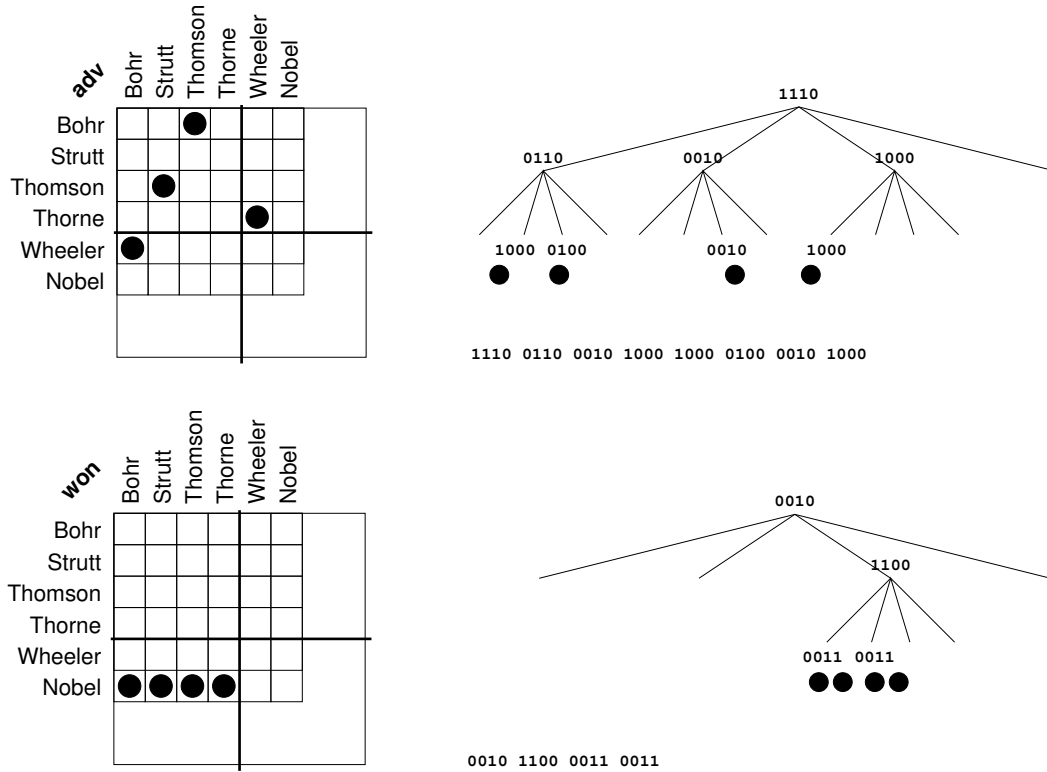 adv
Bohr Strutt Thomson Thorne Wheeler Nobel
Bohr
Strutt
Thomson
Thorne
Wheeler
Nobel
1110
0110 0010 1000
1000 0100 0010 1000
1110 0110 0010 1000 1000 0100 0010 1000
won
Bohr Strutt Thomson Thorne Wheeler Nobel
Bohr
Strutt
Thomson
Thorne
Wheeler
Nobel
0010
1100
0011 0011
0010 1100 0011 0011